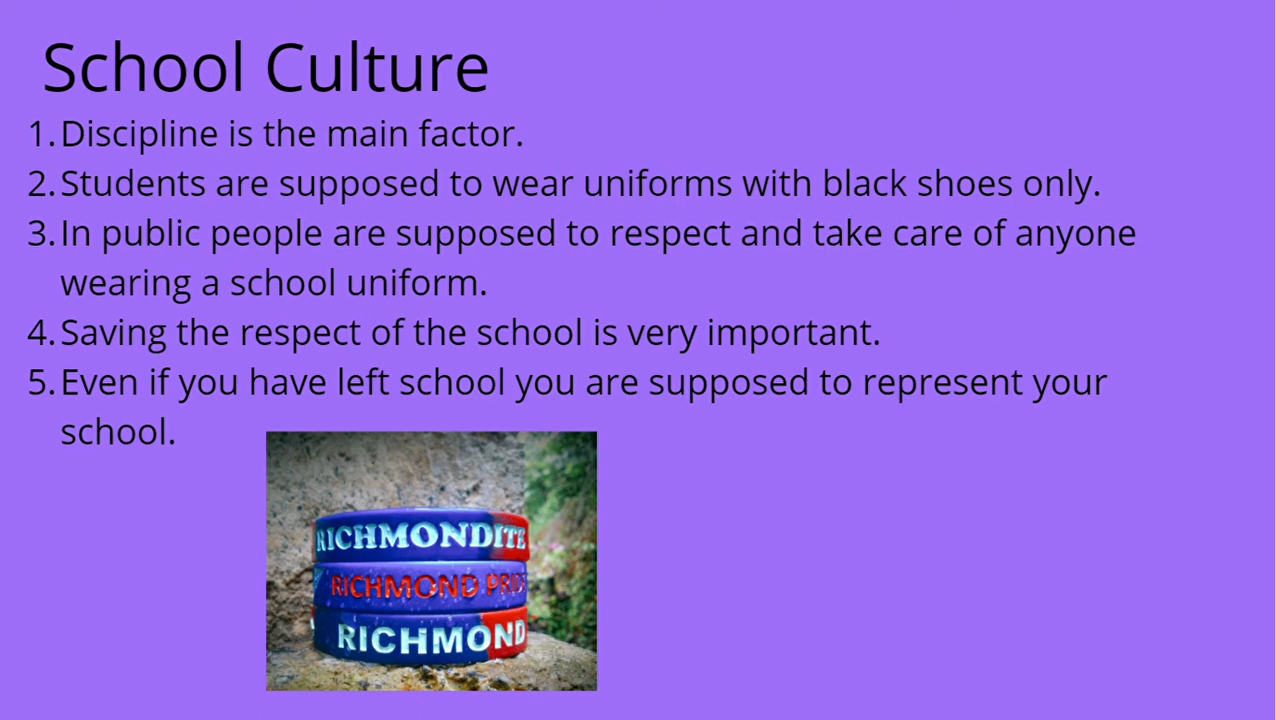 School Culture
1. Discipline is the main factor.
2. Students are supposed to wear uniforms with black shoes only.
3. In public people are supposed to respect and take care of anyone
wearing a school uniform.
4. Saving the respect of the school is very important.
5. Even if you have left school you are supposed to represent your
school.
RICHMONDITE
RICHMOND PRIDE
RICHMOND